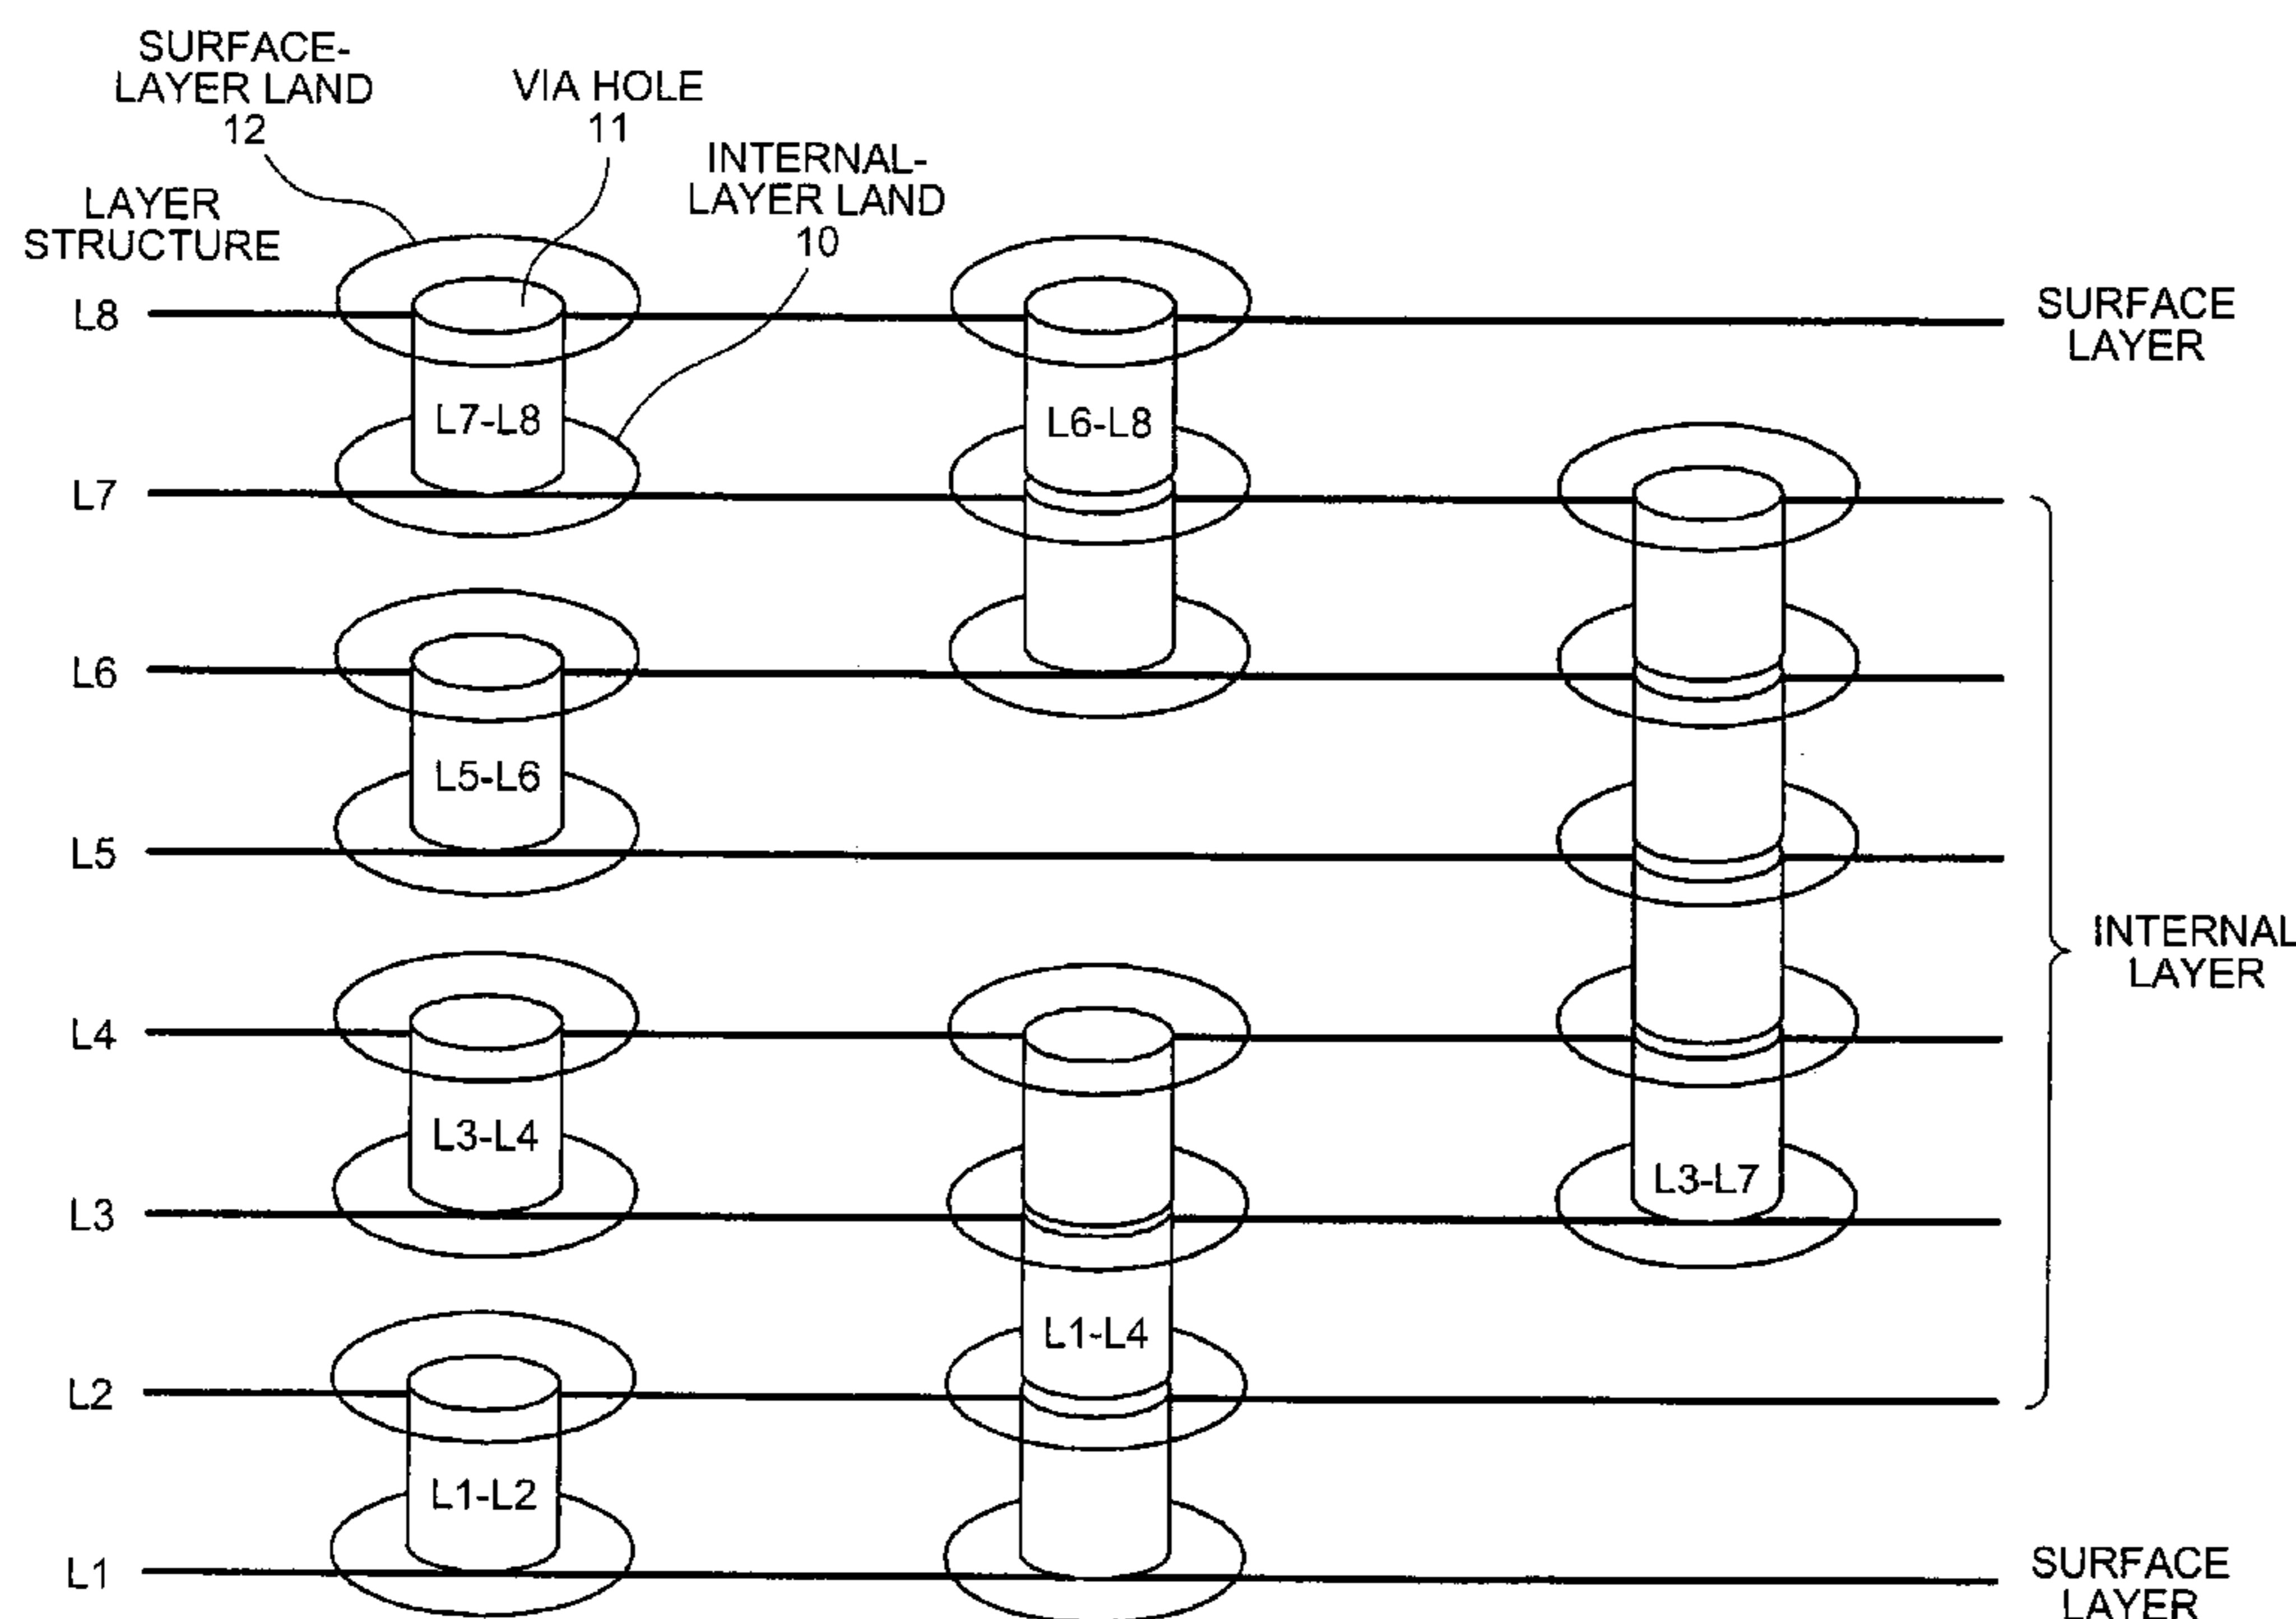 SURFACE-
LAYER LAND
12
VIA HOLE
11
INTERNAL-
LAYER LAND
10
LAYER
STRUCTURE
L8
SURFACE
LAYER
L7-L8
L6-L8
L7
L6
L5-L6
L5
INTERNAL
LAYER
L4
L3-L4
L3-L7
L3
L1-L4
L2
L1-L2
L1
SURFACE
LAYER